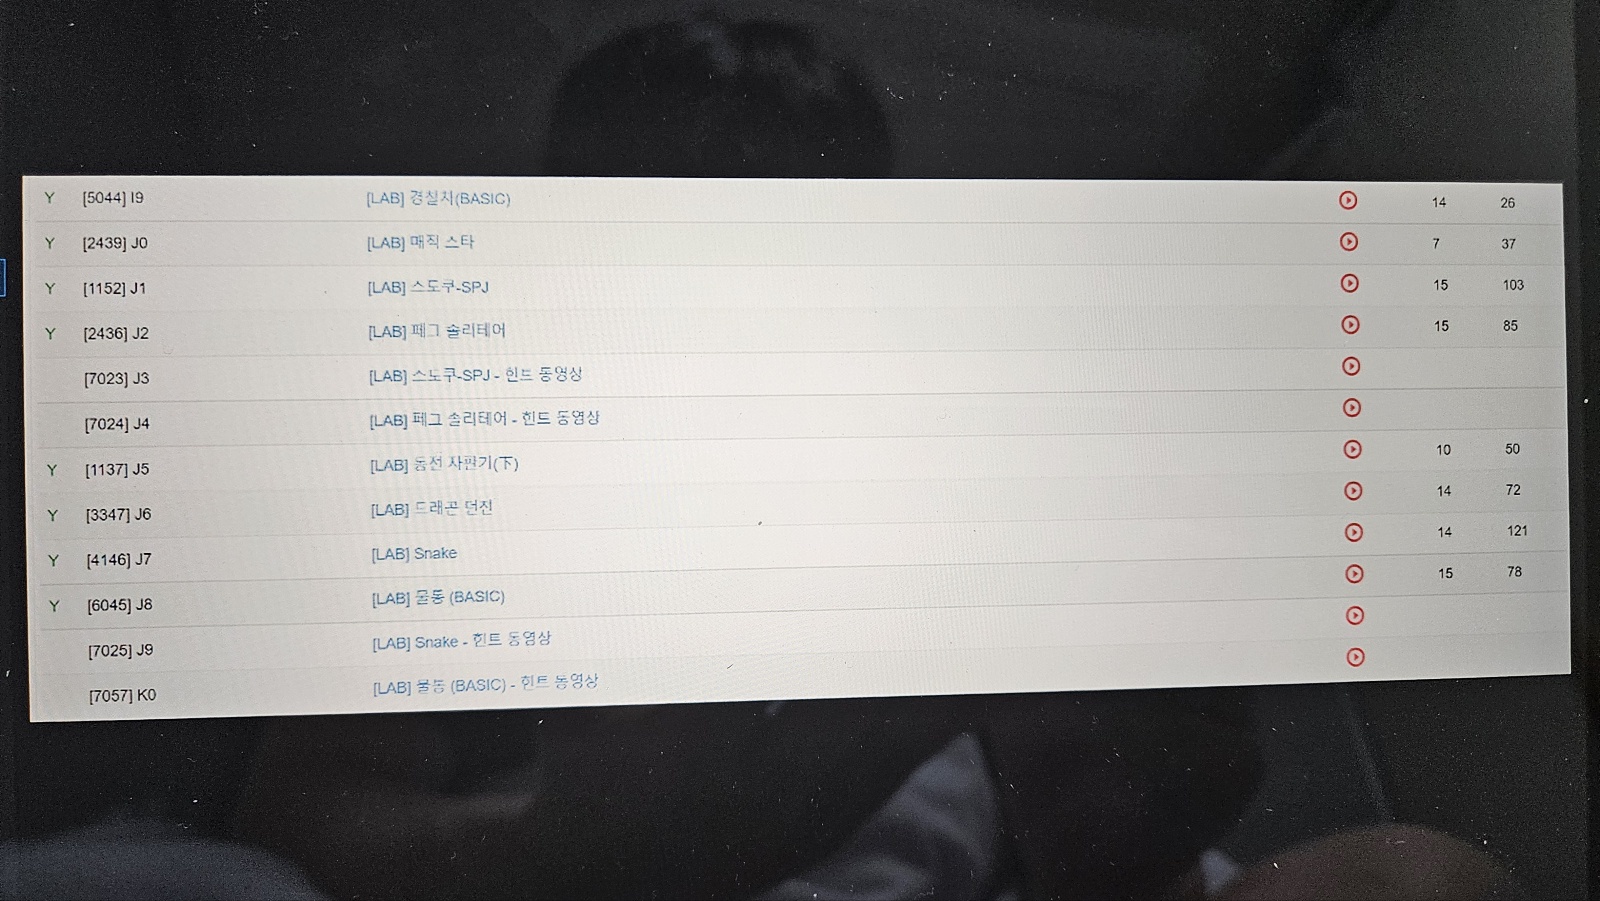 Y [5044] I9 [LAB] 경찰차(BASIC) 14 26
Y [2439] J0 [LAB] 매직 스타 7 37
Y [1152] J1 [LAB] 스도쿠-SPJ 15 103
Y [2436] J2 [LAB] 페그 솔리테어 15 85
[7023] J3 [LAB] 스도쿠-SPJ - 힌트 동영상
[7024] J4 [LAB] 페그 솔리테어 - 힌트 동영상
Y [1137] J5 [LAB] 동전 자판기(下) 10 50
Y [3347] J6 [LAB] 드래곤 던전 14 72
Y [4146] J7 [LAB] Snake 14 121
Y [6045] J8 [LAB] 물통 (BASIC) 15 78
[7025] J9 [LAB] Snake - 힌트 동영상
[7057] K0 [LAB] 물통 (BASIC) - 힌트 동영상